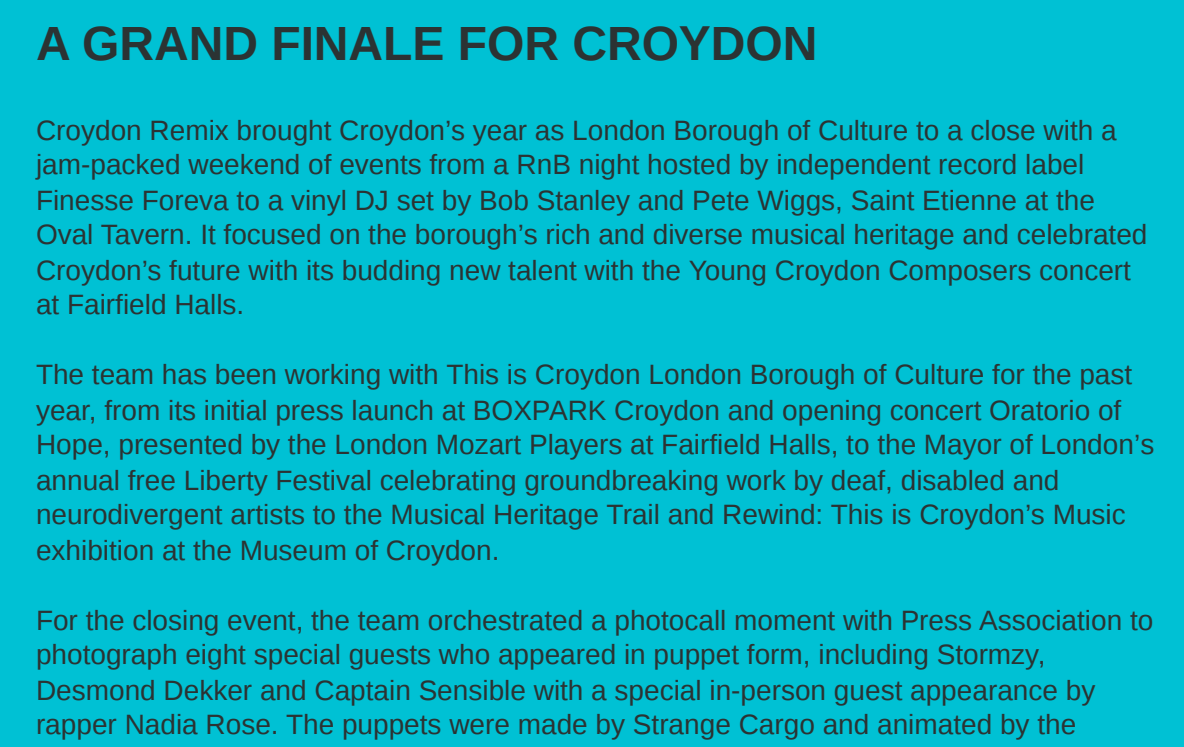 A GRAND FINALE FOR CROYDON
Croydon Remix brought Croydon’s year as London Borough of Culture to a close with a
jam-packed weekend of events from a RnB night hosted by independent record label
Finesse Foreva to a vinyl DJ set by Bob Stanley and Pete Wiggs, Saint Etienne at the
Oval Tavern. It focused on the borough’s rich and diverse musical heritage and celebrated
Croydon’s future with its budding new talent with the Young Croydon Composers concert
at Fairfield Halls.
The team has been working with This is Croydon London Borough of Culture for the past
year, from its initial press launch at BOXPARK Croydon and opening concert Oratorio of
Hope, presented by the London Mozart Players at Fairfield Halls, to the Mayor of London’s
annual free Liberty Festival celebrating groundbreaking work by deaf, disabled and
neurodivergent artists to the Musical Heritage Trail and Rewind: This is Croydon’s Music
exhibition at the Museum of Croydon.
For the closing event, the team orchestrated a photocall moment with Press Association to
photograph eight special guests who appeared in puppet form, including Stormzy,
Desmond Dekker and Captain Sensible with a special in-person guest appearance by
rapper Nadia Rose. The puppets were made by Strange Cargo and animated by the